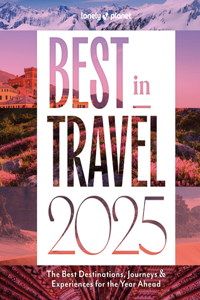 lonely planet
BEST in
TRAVEL
2025
The Best Destinations, Journeys &
Experiences for the Year Ahead